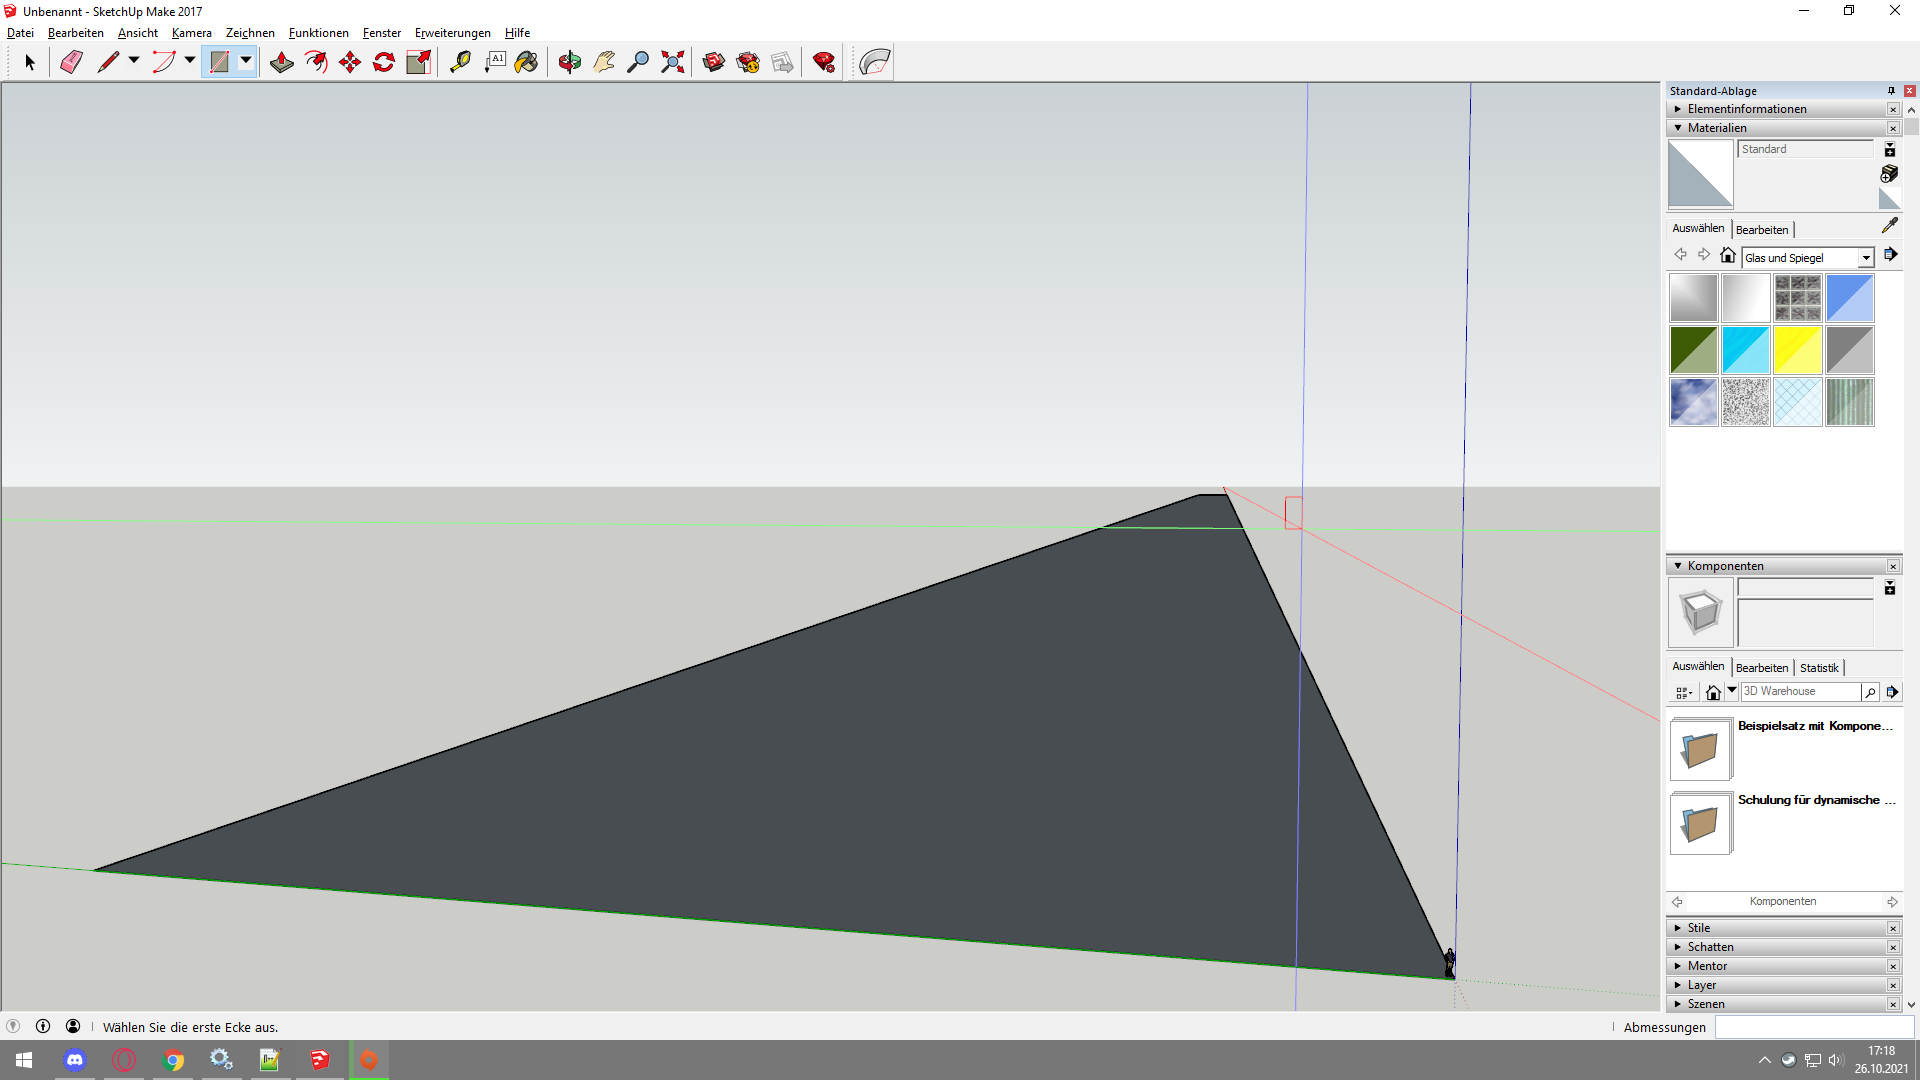 Unbenannt - SketchUp Make 2017
Datei Bearbeiten Ansicht Kamera Zeichnen Funktionen Fenster Erweiterungen Hilfe
A1
Standard-Ablage
Elementinformationen
Materialien
Standard
Auswählen Bearbeiten
Glas und Spiegel
Komponenten
Auswählen Bearbeiten Statistik
3D Warehouse
Beispielsatz mit Kompone...
Schulung für dynamische ...
Komponenten
Stile
Schatten
Mentor
Layer
Szenen
Wählen Sie die erste Ecke aus.
Abmessungen
17:18
26.10.2021